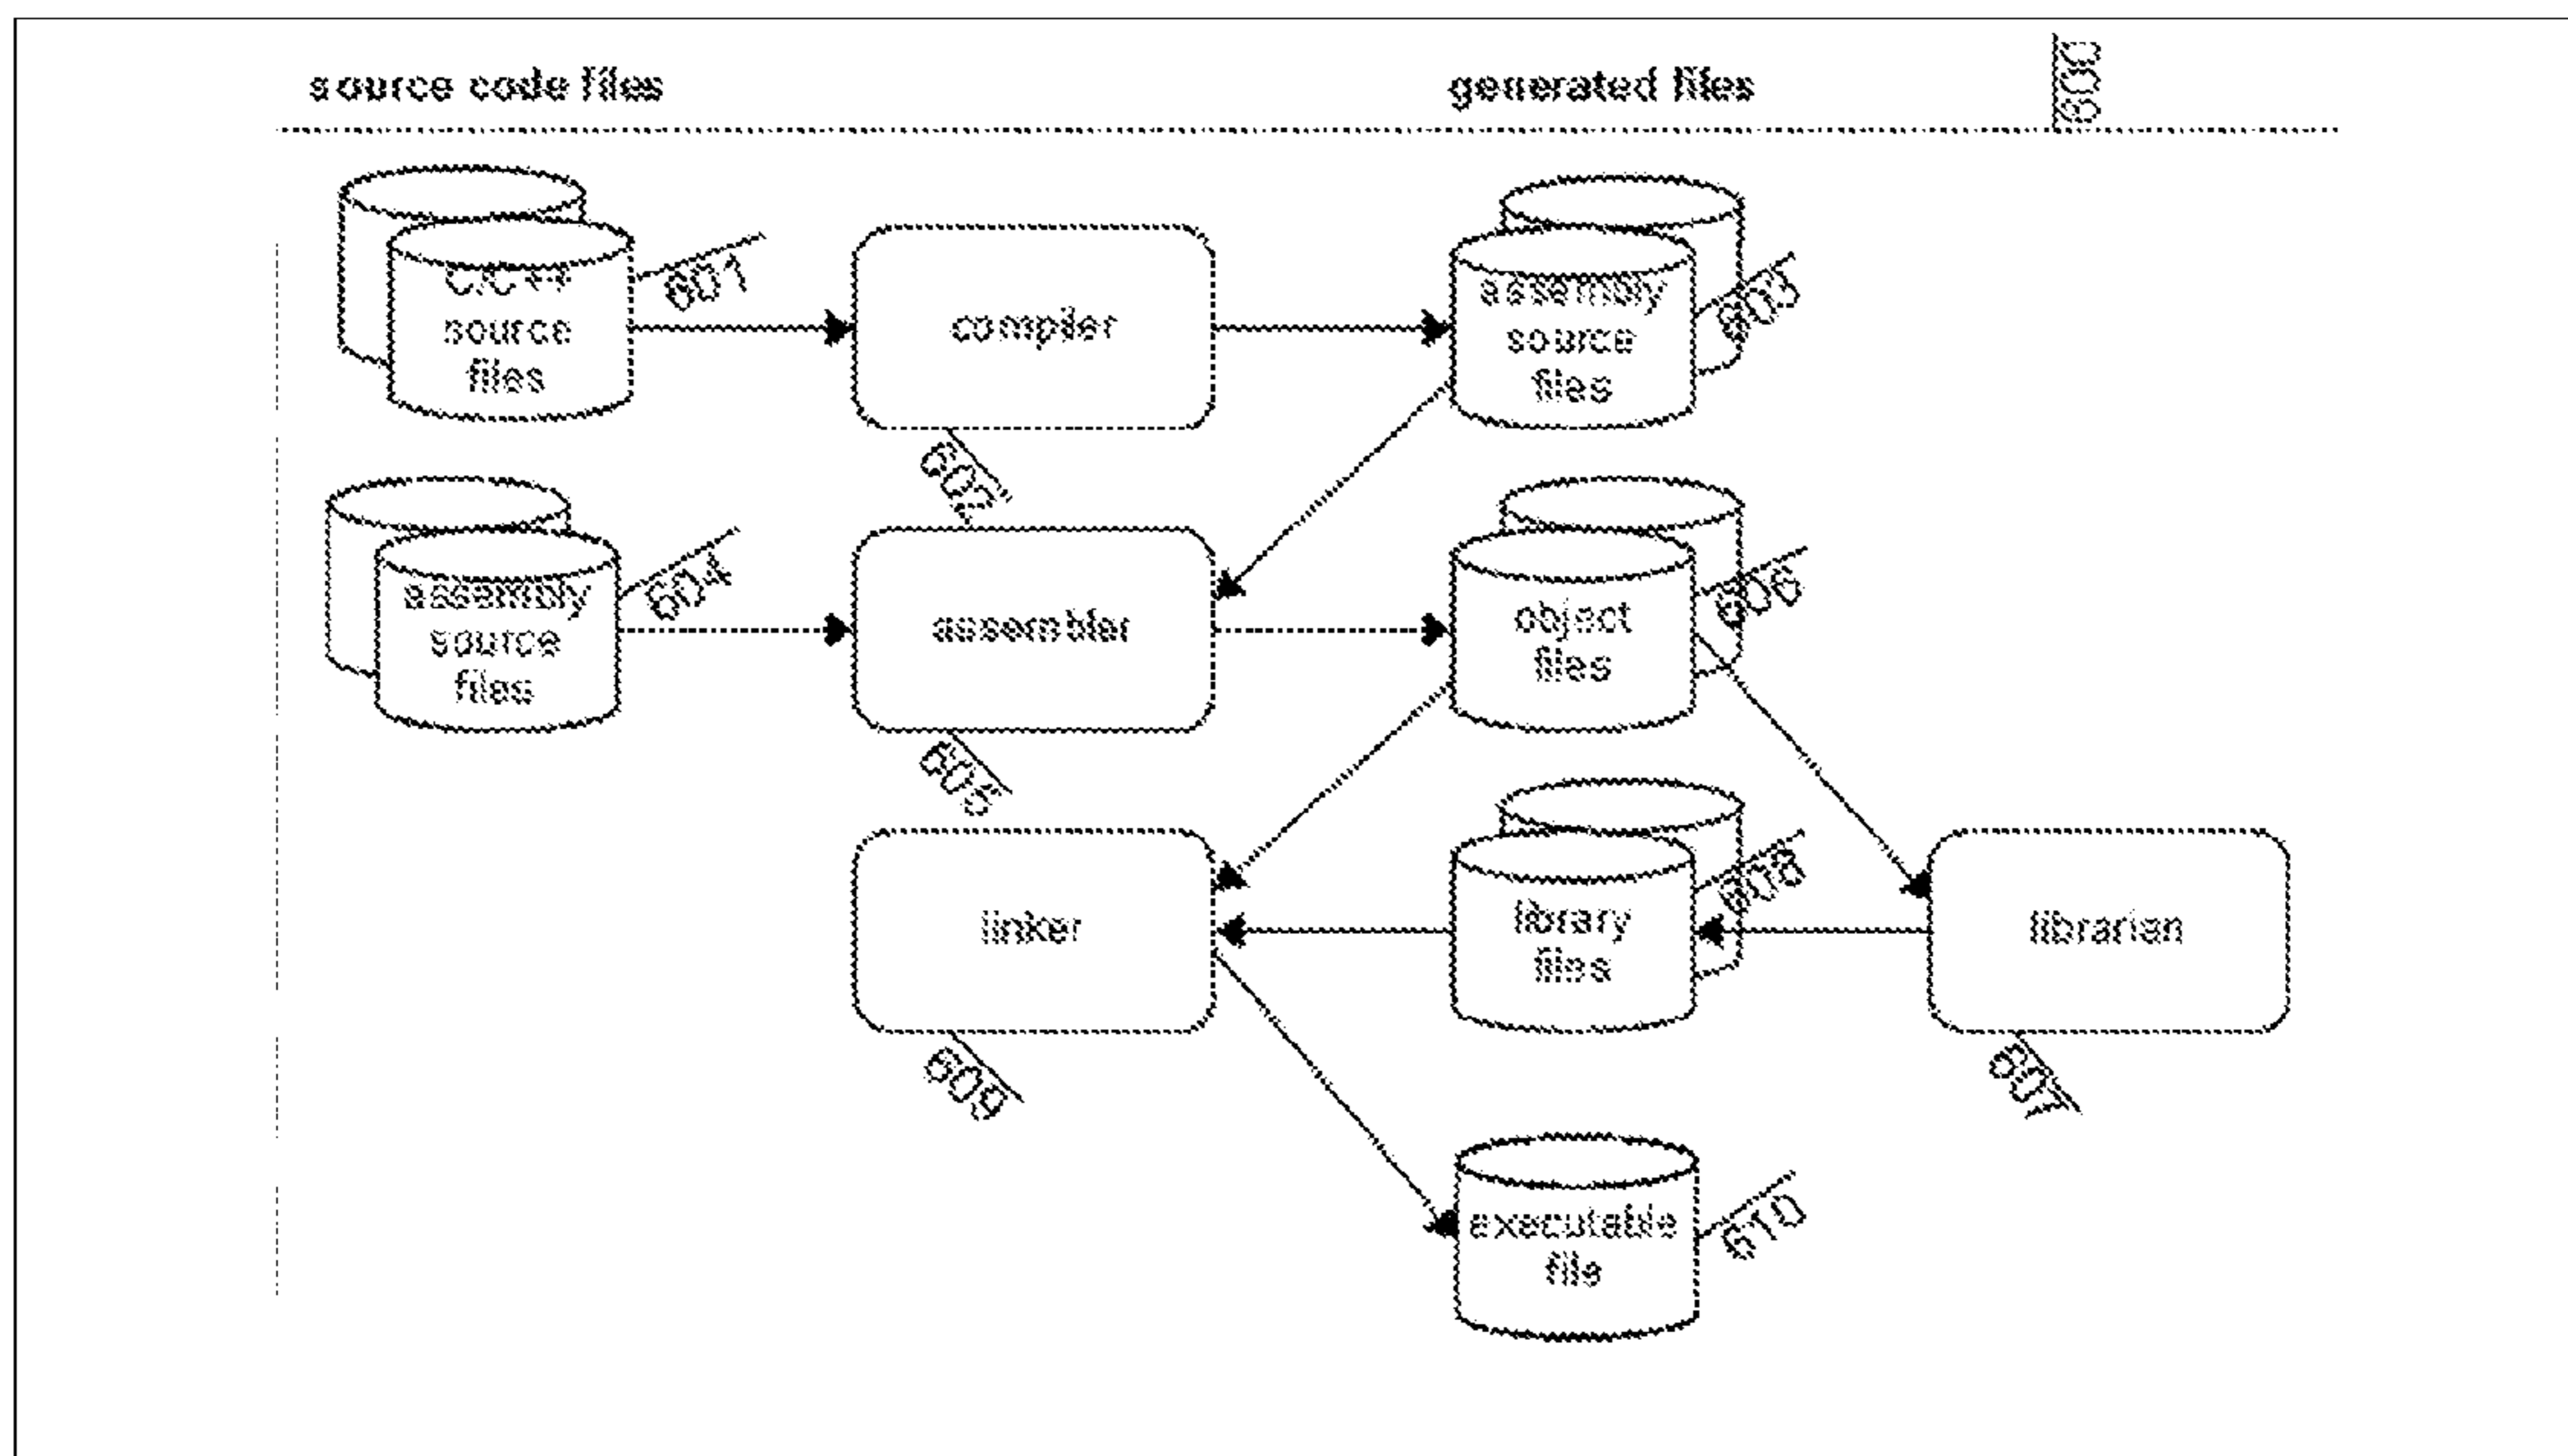 source code files
generated files
600
C/C++
source
files
601
compiler
602
assembly
source
files
603
assembly
source
files
604
assembler
605
object
files
606
linker
609
library
files
608
librarian
607
executable
file
610